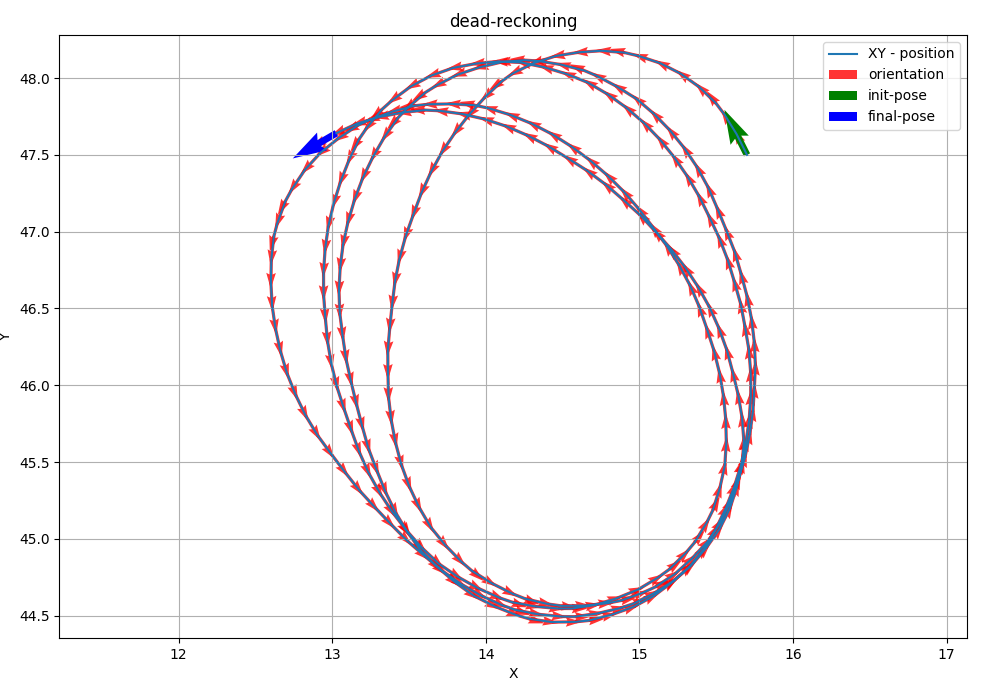 dead-reckoning
XY - position
orientation
init-pose
final-pose
48.0
47.5
47.0
46.5
46.0
45.5
45.0
44.5
Y
12 13 14 15 16 17
X